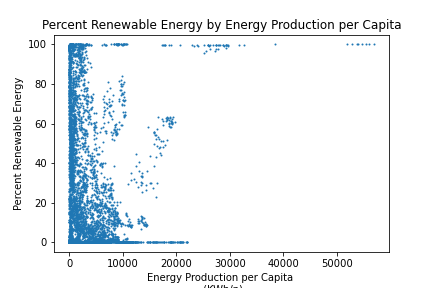 Percent Renewable Energy by Energy Production per Capita
100
80
60
40
20
0
Percent Renewable Energy
0 10000 20000 30000 40000 50000
Energy Production per Capita
(KWh/p)